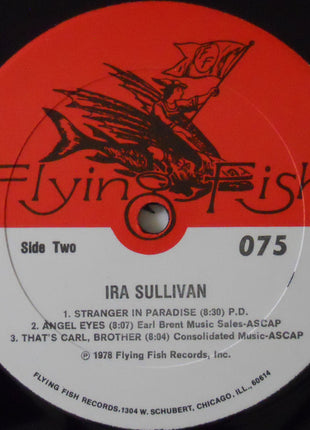 Flying Fish
Side Two
075
IRA SULLIVAN
1. STRANGER IN PARADISE (8:30) P.D.
2. ANGEL EYES (8:07) Earl Brent Music Sales-ASCAP
3. THAT'S CARL, BROTHER (8:04) Consolidated Music-ASCAP
℗ 1978 Flying Fish Records, Inc.
FLYING FISH RECORDS, 1304 W. SCHUBERT, CHICAGO, ILL., 60614